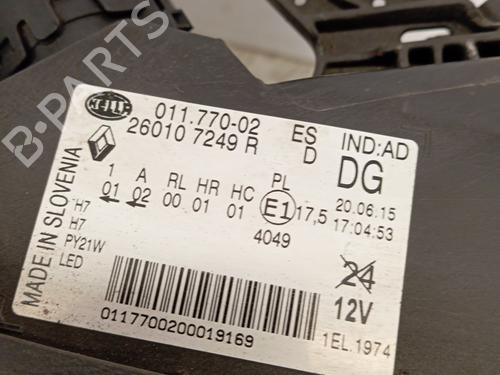 B-PARTS
HELLA
011.770-02
26010 7249 R
ES
D
IND:AD
DG
1 A RL HR HC PL
01 02 00 01 01 E1 17,5
4049
20.06.15
17:04:53
H7
H7
PY21W
LED
MADE IN SLOVENIA
24
12V
0117700200019169
1EL.1974